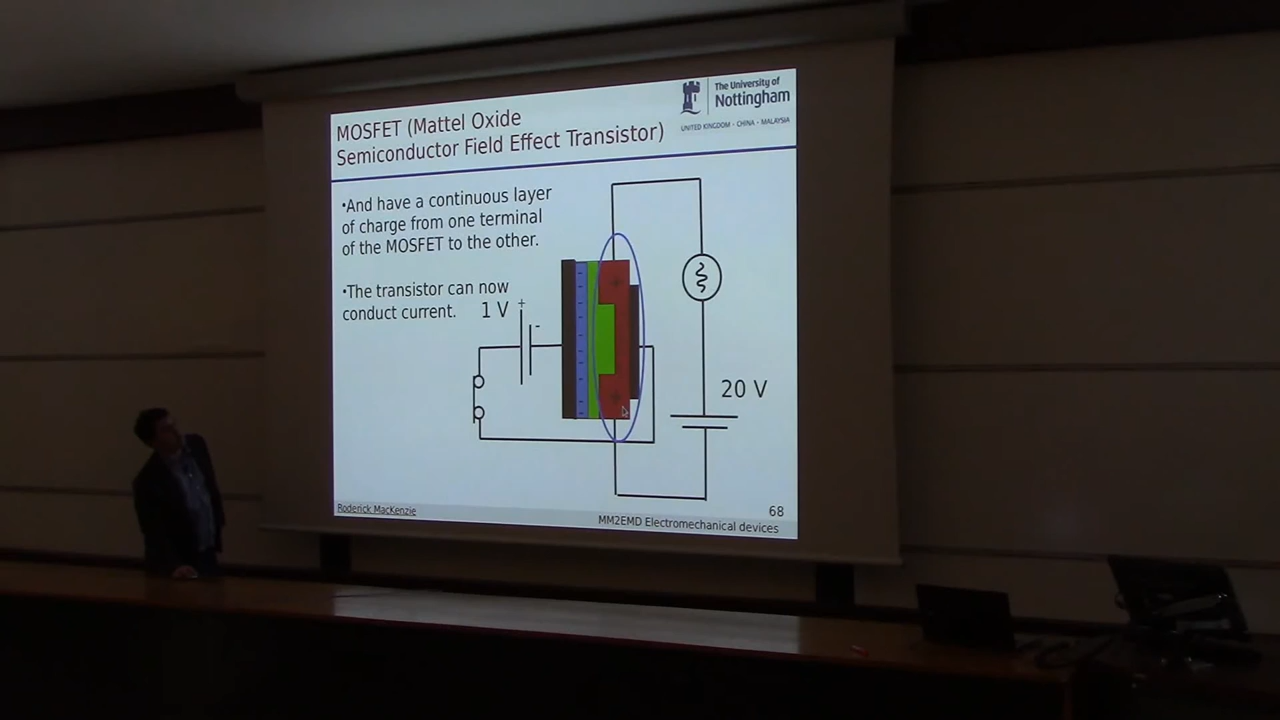 MOSFET (Mattel Oxide
Semiconductor Field Effect Transistor)
The University of
Nottingham
UNITED KINGDOM · CHINA · MALAYSIA
•And have a continuous layer
of charge from one terminal
of the MOSFET to the other.
•The transistor can now
conduct current.
1 V
+
-
20 V
Roderick MacKenzie
68
MM2EMD Electromechanical devices